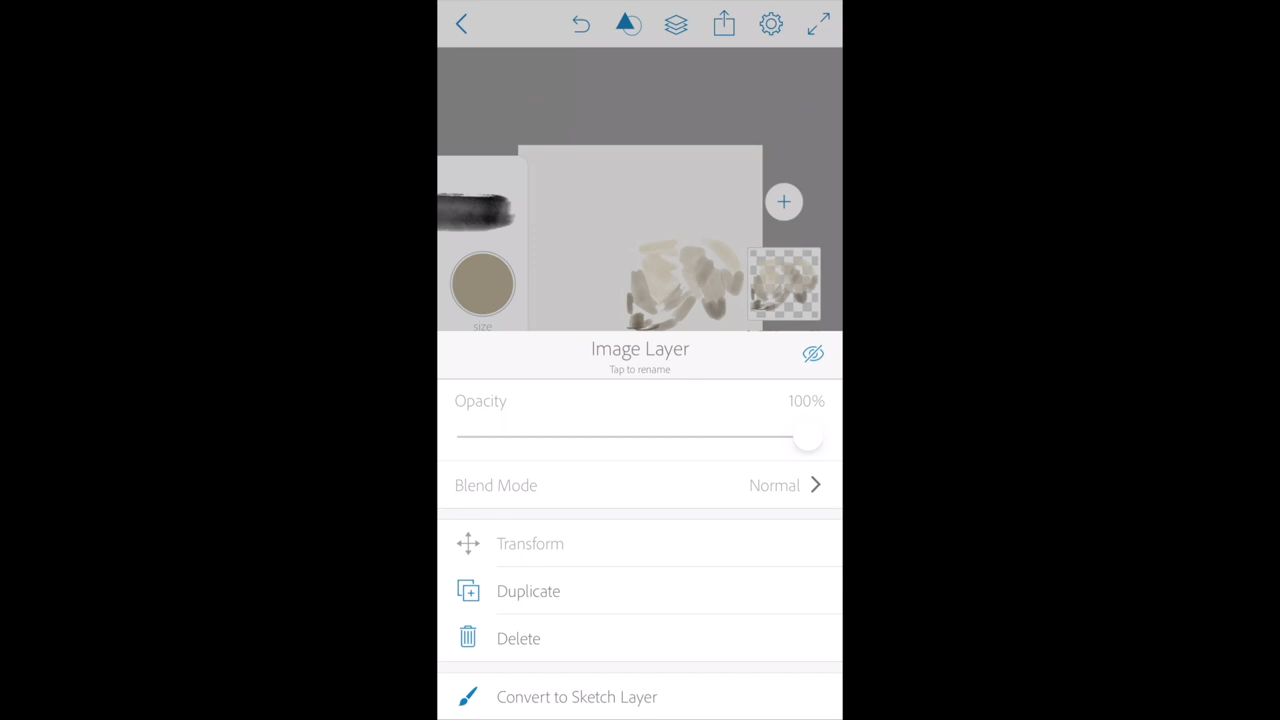 size
Image Layer
Tap to rename
Opacity 100%
Blend Mode Normal
Transform
Duplicate
Delete
Convert to Sketch Layer